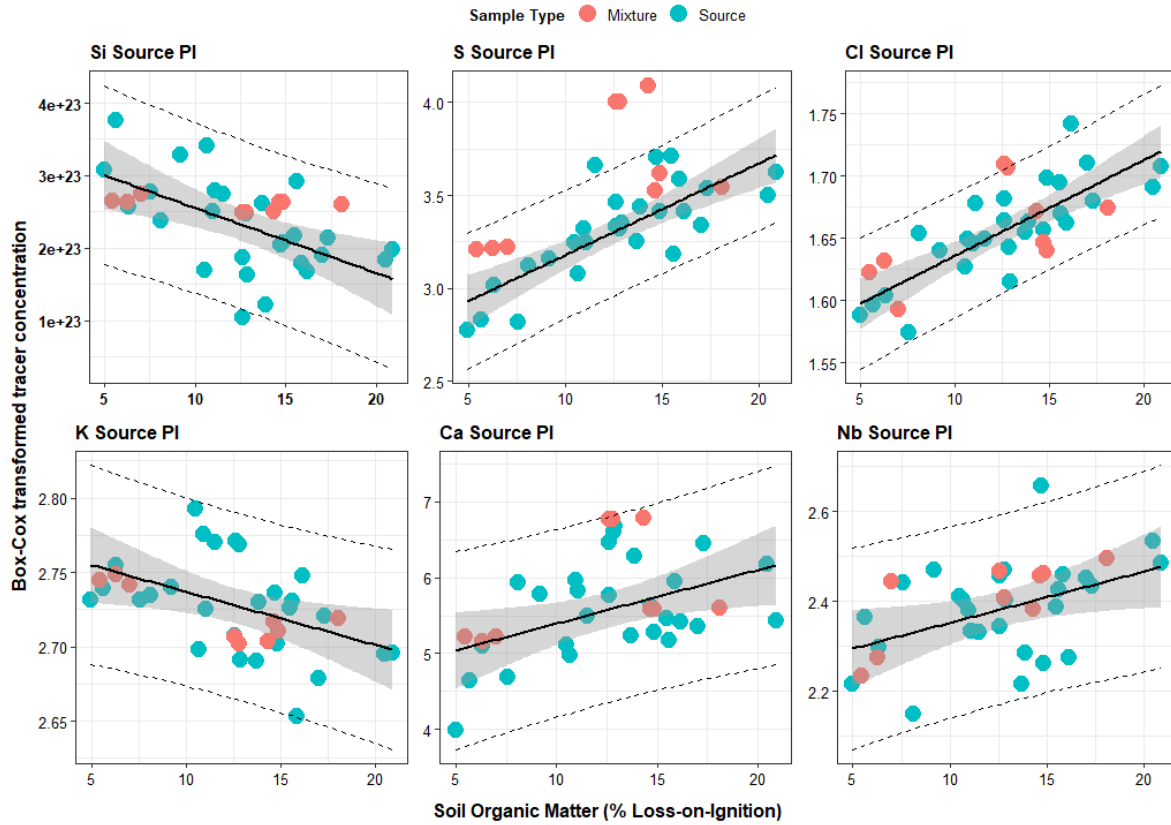 Sample Type Mixture Source
Si Source PI S Source PI Cl Source PI
4e+23
3e+23
2e+23
1e+23
5 10 15 20
4.0
3.5
3.0
2.5
5 10 15 20
1.75
1.70
1.65
1.60
1.55
5 10 15 20
Box-Cox transformed tracer concentration
K Source PI Ca Source PI Nb Source PI
2.80
2.75
2.70
2.65
5 10 15 20
7
6
5
4
5 10 15 20
2.6
2.4
2.2
5 10 15 20
Soil Organic Matter (% Loss-on-Ignition)